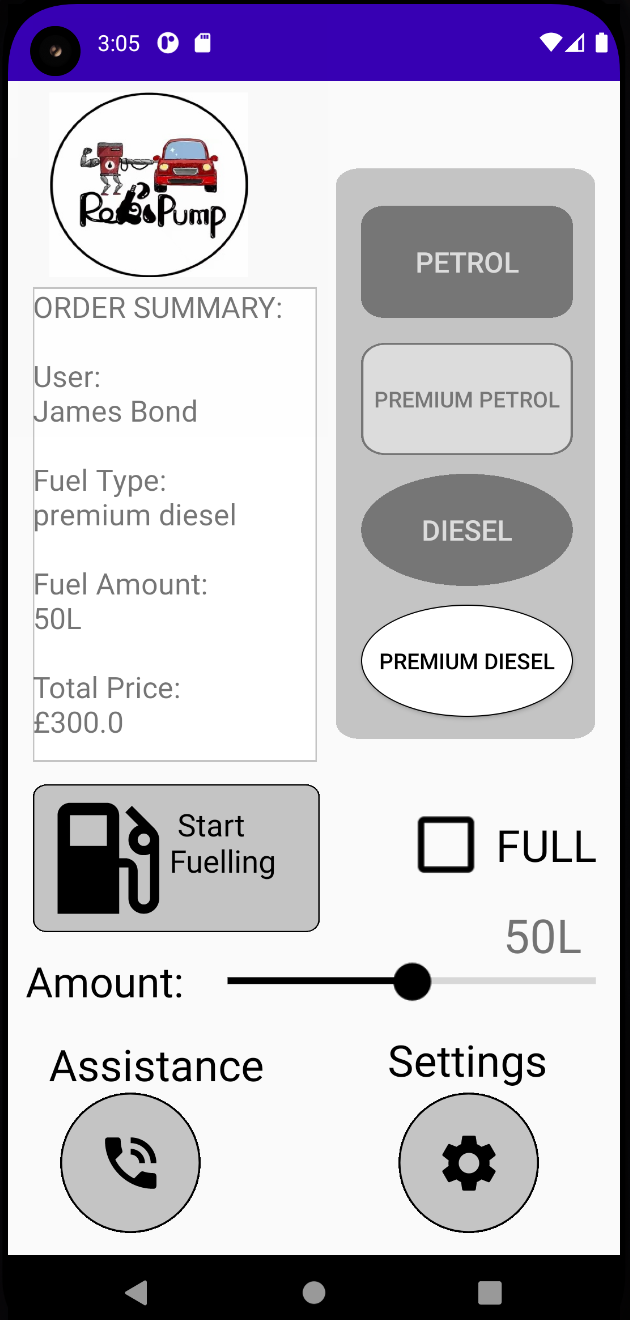 3:05
PETROL
PREMIUM PETROL
DIESEL
PREMIUM DIESEL
ORDER SUMMARY:
User:
James Bond
Fuel Type:
premium diesel
Fuel Amount:
50L
Total Price:
£300.0
Start
Fuelling
FULL
50L
Amount:
Assistance
Settings